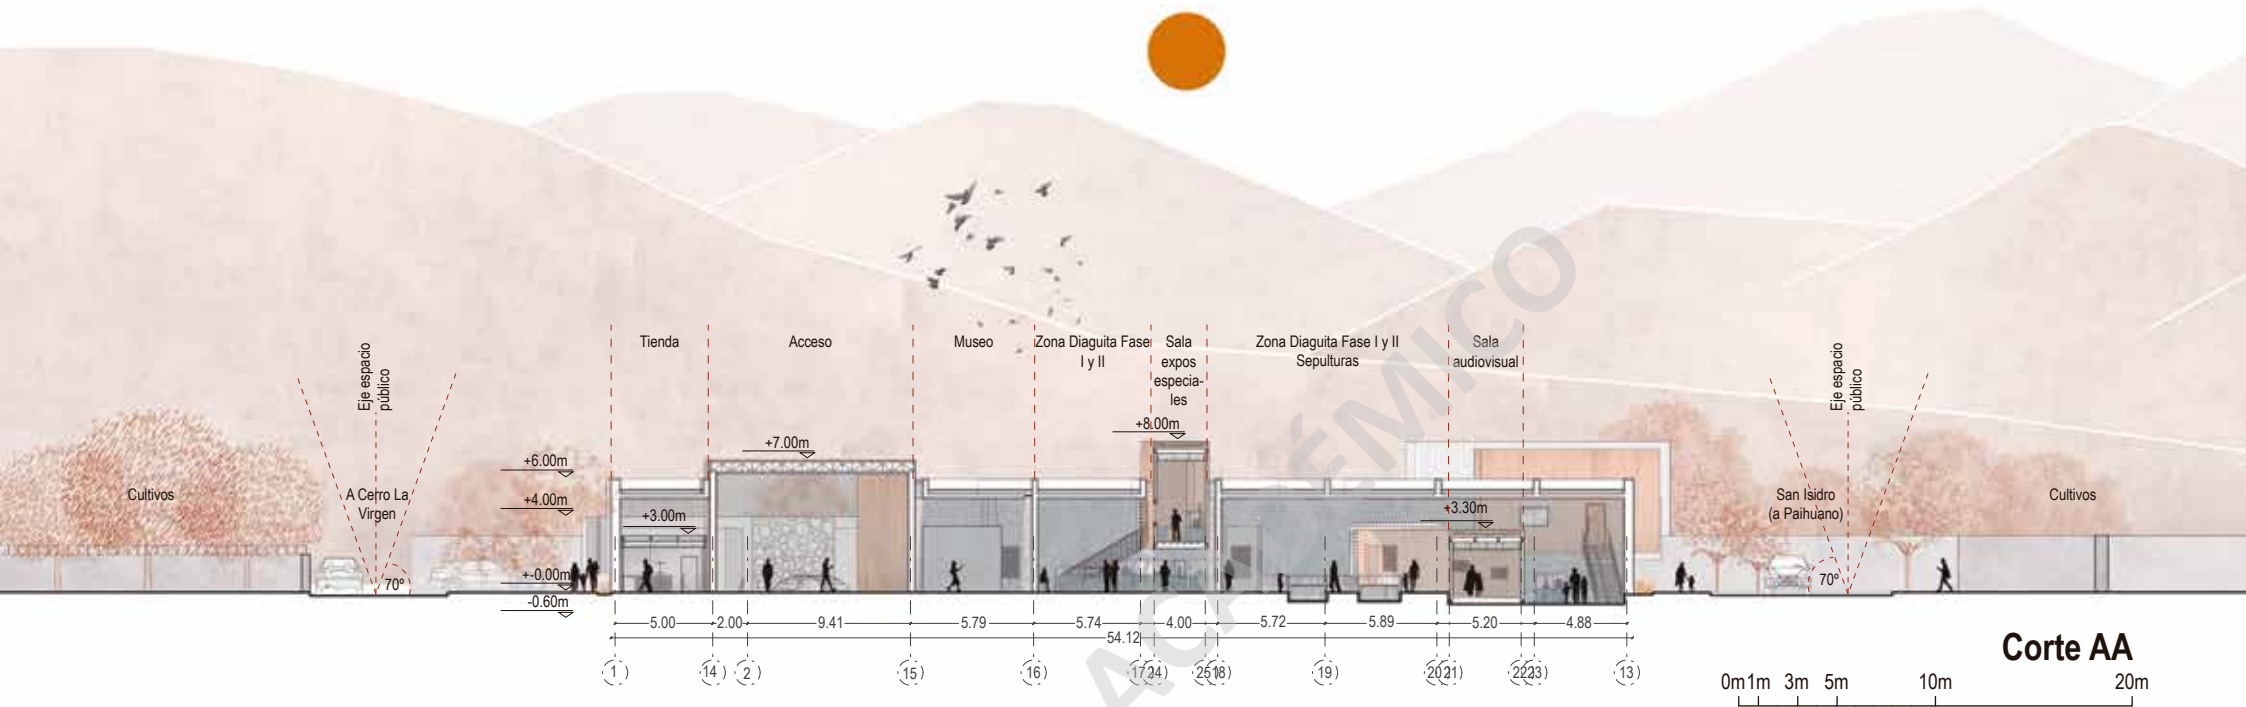 Tienda
Acceso
Museo
Zona Diaguita Fase
I y II
Sala
expos
especia-
les
Zona Diaguita Fase I y II
Sepulturas
Sala
audiovisual
Eje espacio
público
Eje espacio
público
+8.00m
+7.00m
+6.00m
+4.00m
+3.00m
+3.30m
+-0.00m
-0.60m
Cultivos
A Cerro La
Virgen
San Isidro
(a Paihuano)
Cultivos
70º
70º
5.00
2.00
9.41
5.79
5.74
4.00
5.72
5.89
5.20
4.88
54.12
1
14
2
15
16
17
24
25
18
19
20
21
22
23
13
Corte AA
0m 1m 3m 5m 10m 20m
ACADÉMICO